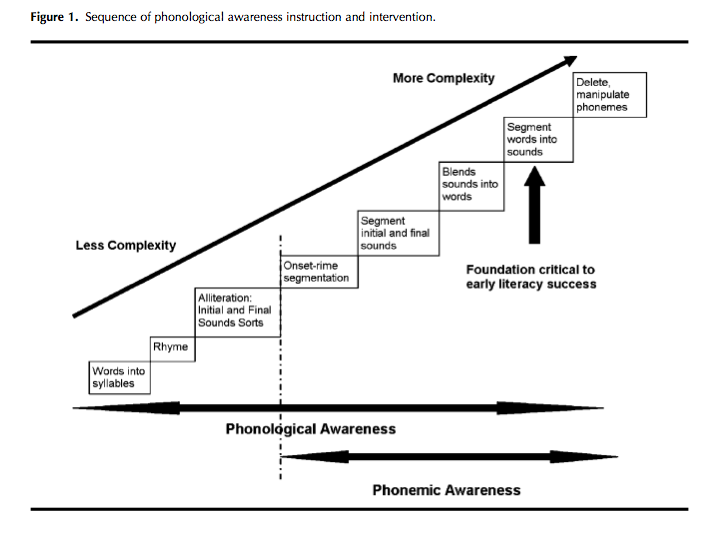 Figure 1. Sequence of phonological awareness instruction and intervention.
More Complexity
Delete,
manipulate
phonemes
Segment
words into
sounds
Blends
sounds into
words
Segment
initial and final
sounds
Less Complexity
Onset-rime
segmentation
Foundation critical to
early literacy success
Alliteration:
Initial and Final
Sounds Sorts
Rhyme
Words into
syllables
Phonological Awareness
Phonemic Awareness